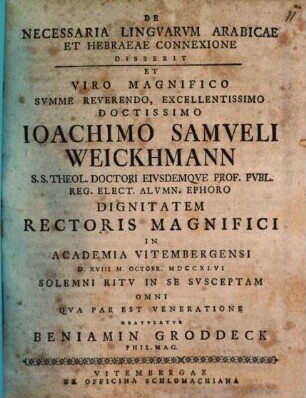 DE
NECESSARIA LINGVARVM ARABICAE
ET HEBRAEAE CONNEXIONE
DISSERIT
ET
VIRO MAGNIFICO
SVMME REVERENDO, EXCELLENTISSIMO
DOCTISSIMO
IOACHIMO SAMVELI
WEICKHMANN
S. S. THEOL. DOCTORI EIVSDEMQVE PROF. PVBL.
REG. ELECT. ALVMN. EPHORO
DIGNITATEM
RECTORIS MAGNIFICI
IN
ACADEMIA VITEMBERGENSI
D. XVIII M. OCTOBR. MDCCXLVI
SOLEMNI RITV IN SE SVSCEPTAM
OMNI
QVA PAR EST VENERATIONE
GRATVLATVR
BENIAMIN GRODDECK
PHIL. MAG.
VITEMBERGAE
EX OFFICINA SCHLOMACHIANA